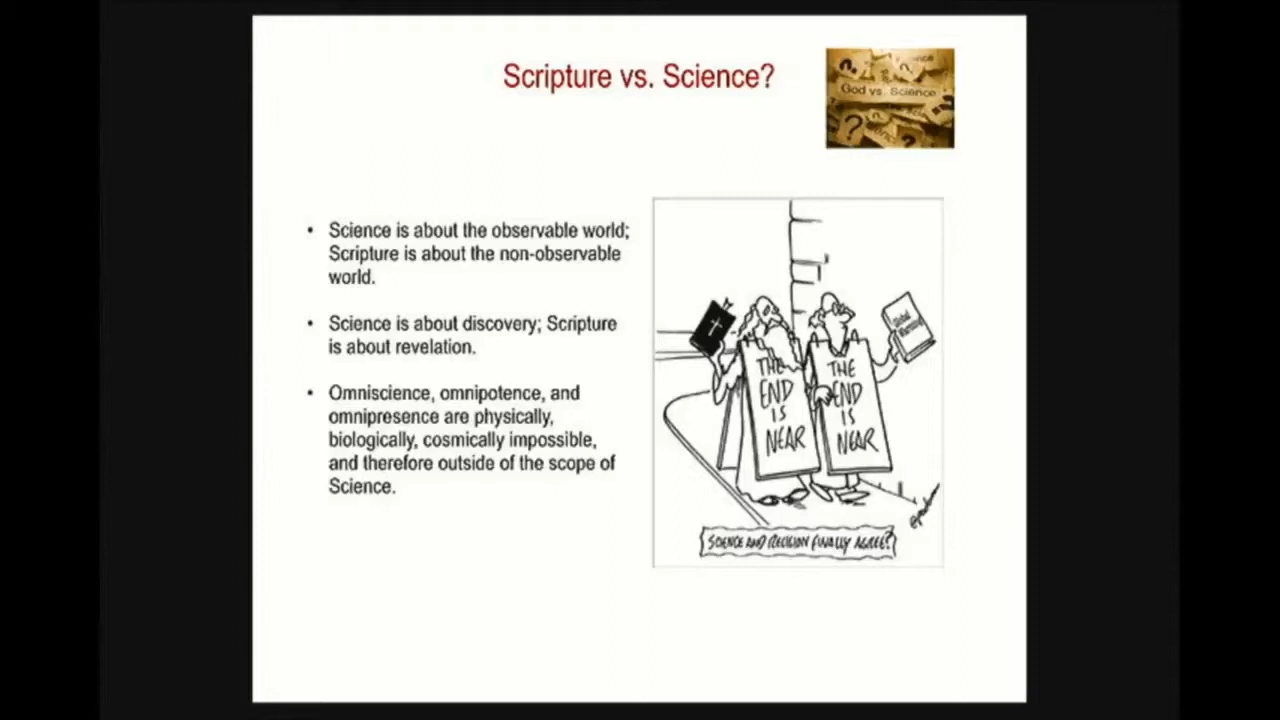 Scripture vs. Science?
God vs. Science
• Science is about the observable world;
Scripture is about the non-observable
world.
• Science is about discovery; Scripture
is about revelation.
• Omniscience, omnipotence, and
omnipresence are physically,
biologically, cosmically impossible,
and therefore outside of the scope of
Science.
Global
Warming
THE
END
IS
NEAR
THE
END
IS
NEAR
SCIENCE AND RELIGION FINALLY AGREE?